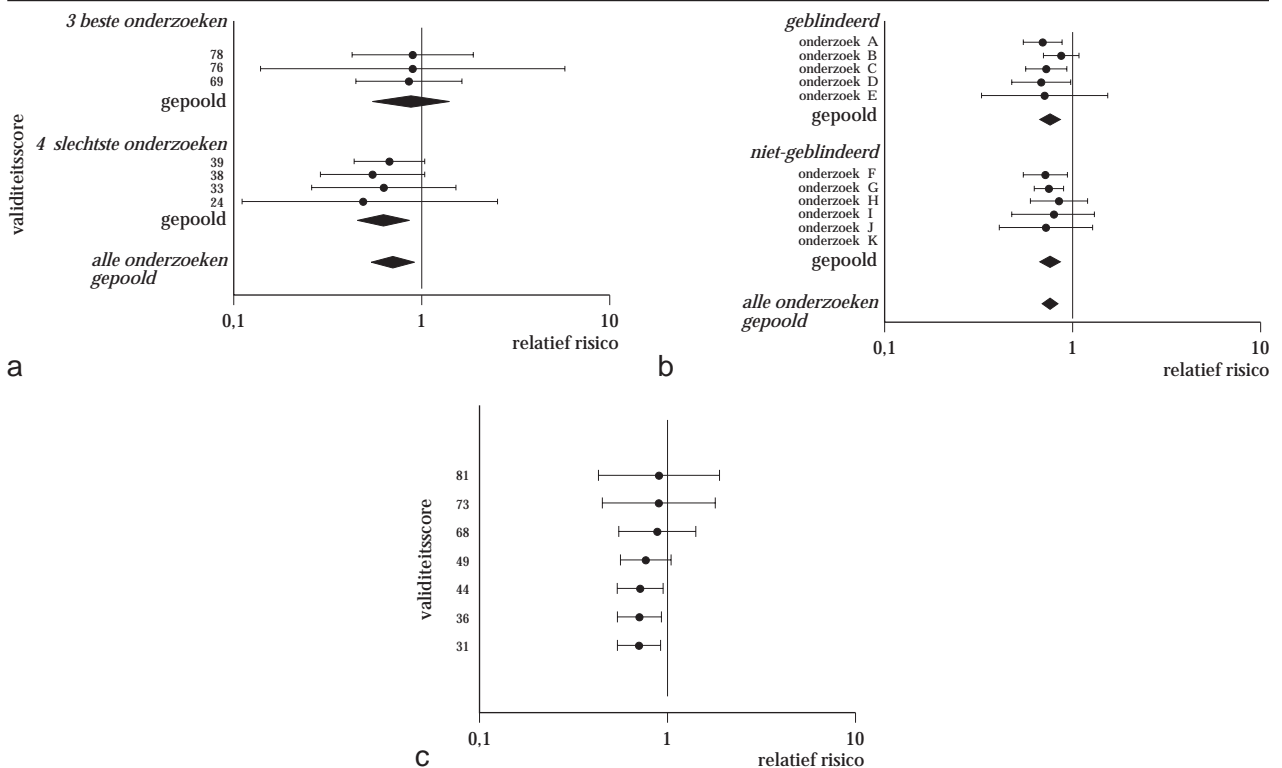 3 beste onderzoeken
78
76
69
gepoold
4 slechtste onderzoeken
39
38
33
24
gepoold
alle onderzoeken
gepoold
validiteitsscore
0,1 1 10
relatief risico
a
geblindeerd
onderzoek A
onderzoek B
onderzoek C
onderzoek D
onderzoek E
gepoold
niet-geblindeerd
onderzoek F
onderzoek G
onderzoek H
onderzoek I
onderzoek J
onderzoek K
gepoold
alle onderzoeken
gepoold
0,1 1 10
relatief risico
b
validiteitsscore
81
73
68
49
44
36
31
0,1 1 10
relatief risico
c